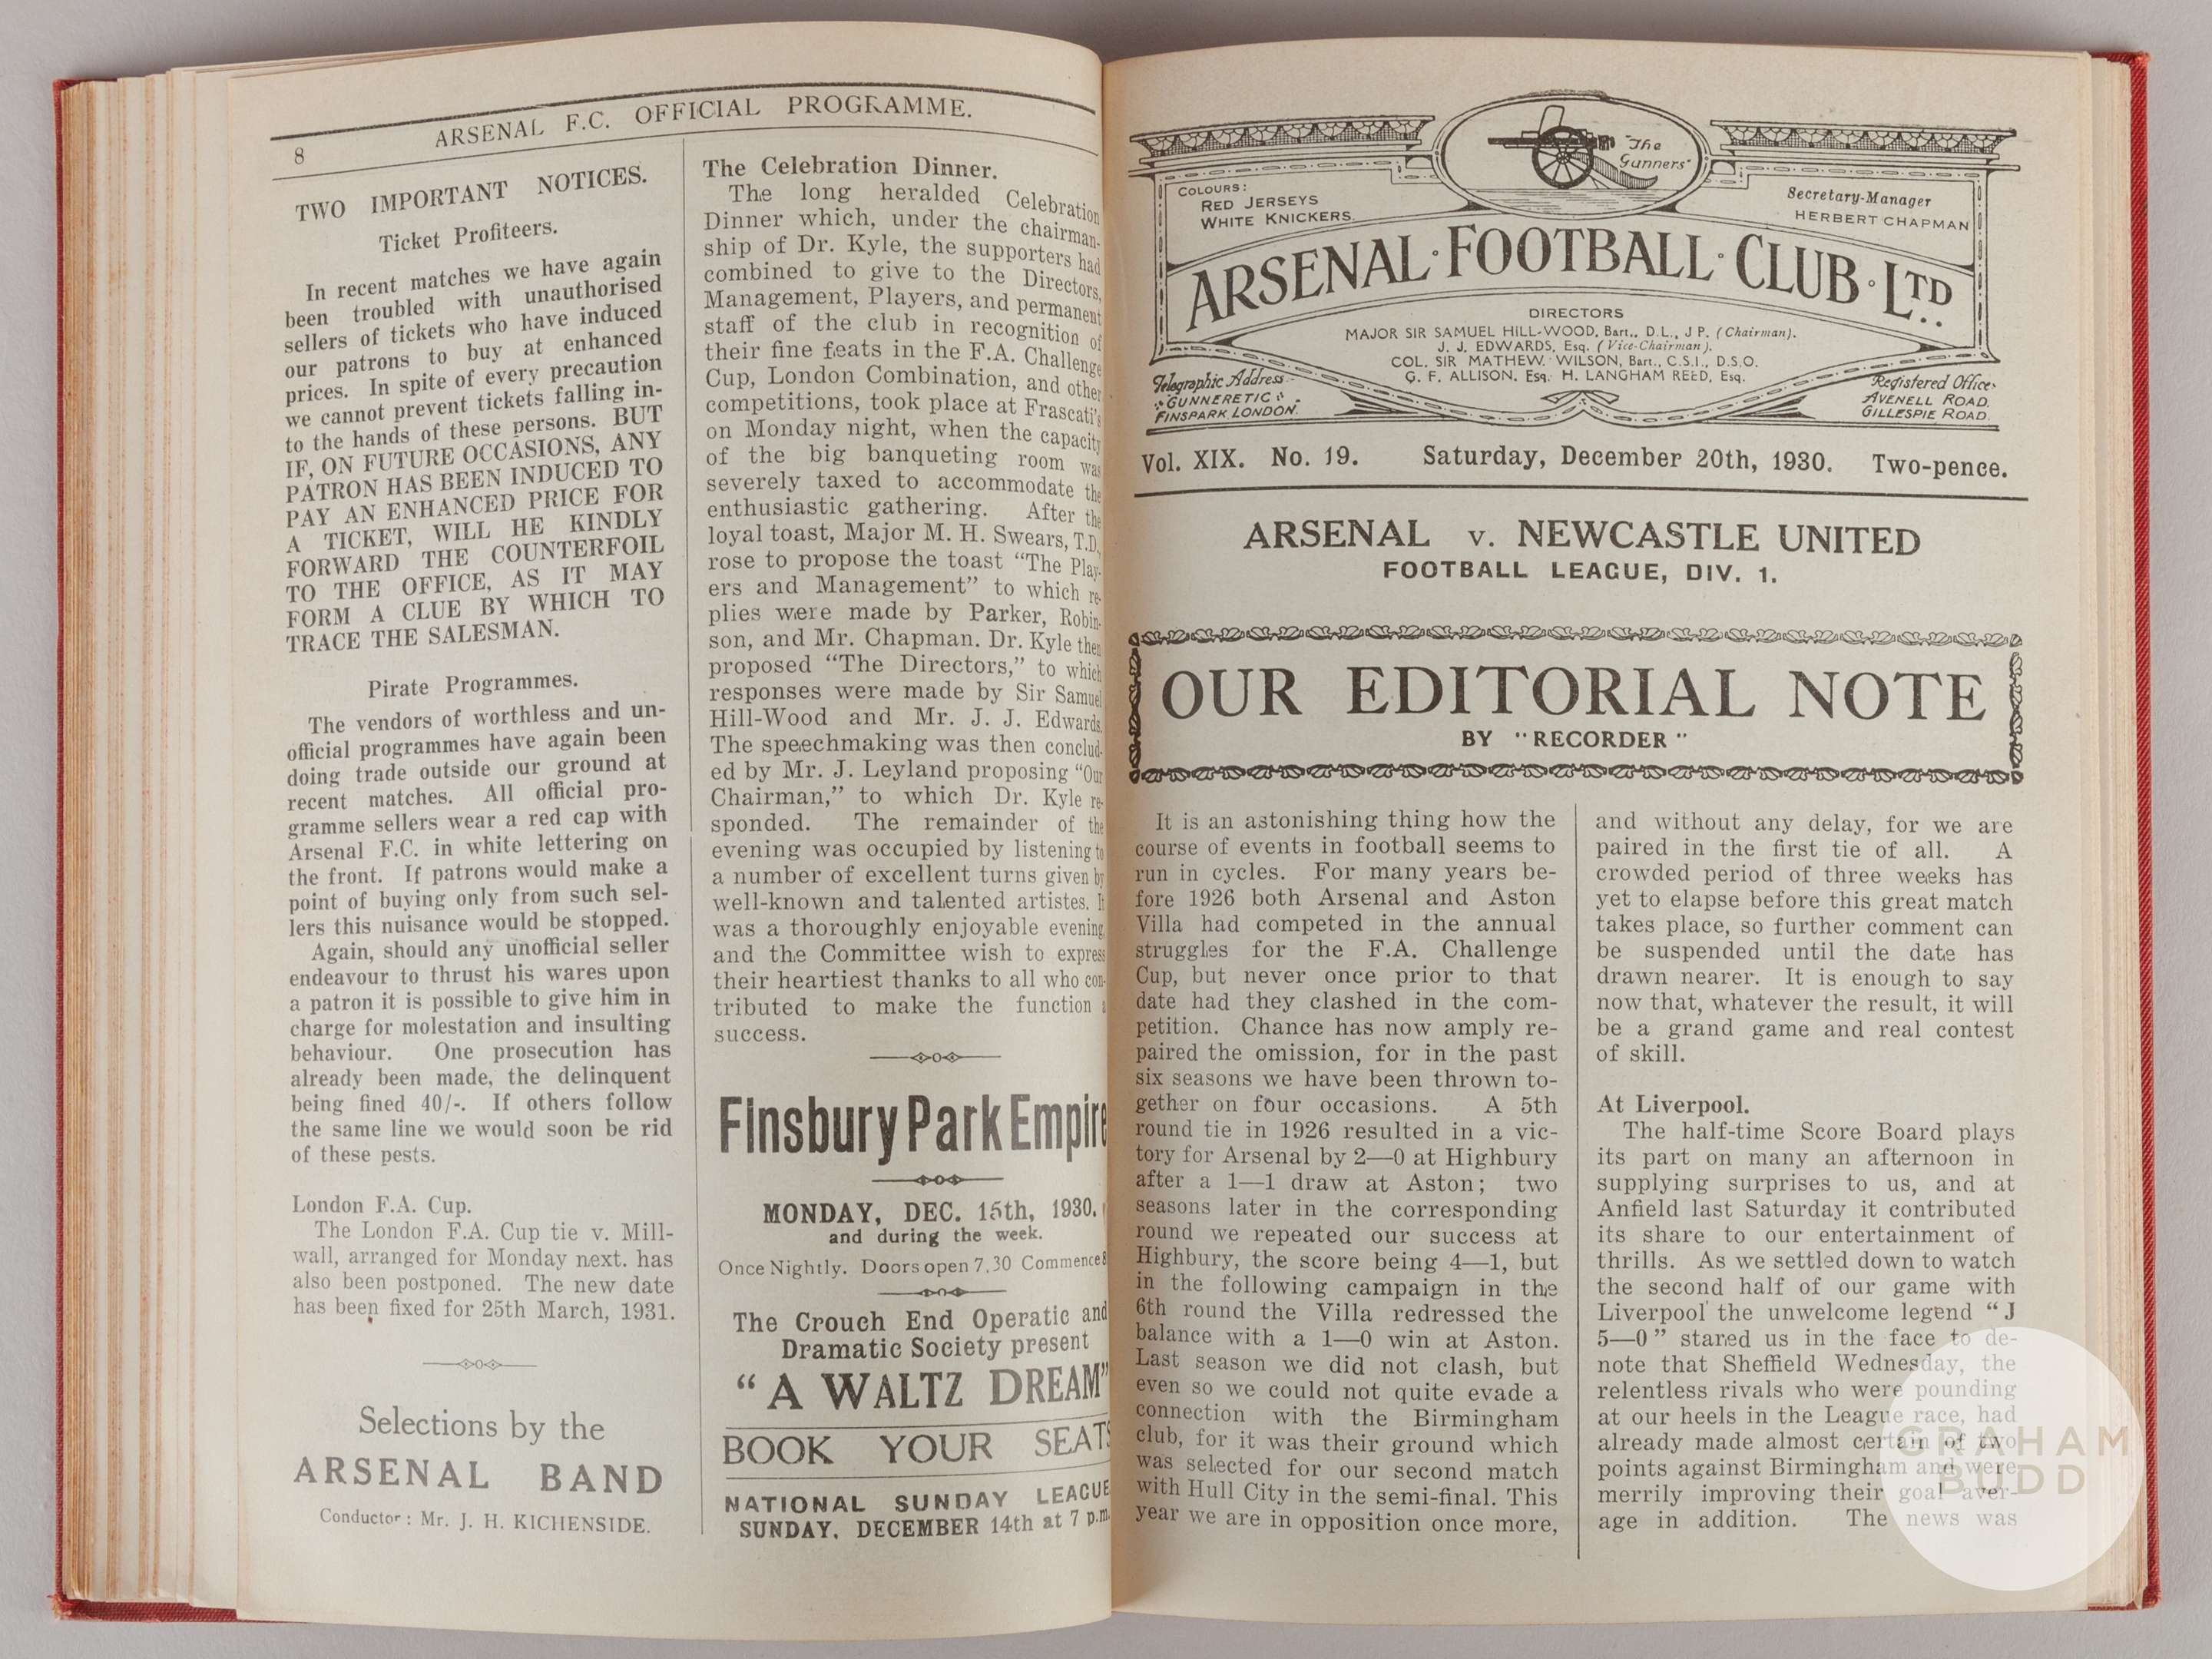 8
ARSENAL F.C. OFFICIAL PROGRAMME.
TWO IMPORTANT NOTICES.
Ticket Profiteers.
In recent matches we have again
been troubled with unauthorised
sellers of tickets who have induced
our patrons to buy at enhanced
prices. In spite of every precaution
we cannot prevent tickets falling in-
to the hands of these persons. BUT
IF, ON FUTURE OCCASIONS, ANY
PATRON HAS BEEN INDUCED TO
PAY AN ENHANCED PRICE FOR
A TICKET, WILL HE KINDLY
FORWARD THE COUNTERFOIL
TO THE OFFICE, AS IT MAY
FORM A CLUE BY WHICH TO
TRACE THE SALESMAN.
Pirate Programmes.
The vendors of worthless and un-
official programmes have again been
doing trade outside our ground at
recent matches. All official pro-
gramme sellers wear a red cap with
Arsenal F.C. in white lettering on
the front. If patrons would make a
point of buying only from such sel-
lers this nuisance would be stopped.
Again, should any unofficial seller
endeavour to thrust his wares upon
a patron it is possible to give him in
charge for molestation and insulting
behaviour. One prosecution has
already been made, the delinquent
being fined 40/-. If others follow
the same line we would soon be rid
of these pests.
London F.A. Cup.
The London F.A. Cup tie v. Mill-
wall, arranged for Monday next. has
also been postponed. The new date
has been fixed for 25th March, 1931.
Selections by the
ARSENAL BAND
Conductor: Mr. J. H. KICHENSIDE.
The Celebration Dinner.
The long heralded Celebration
Dinner which, under the chairman-
ship of Dr. Kyle, the supporters had
combined to give to the Directors,
Management, Players, and permanent
staff of the club in recognition of
their fine feats in the F.A. Challenge
Cup, London Combination, and other
competitions, took place at Frascati's
on Monday night, when the capacity
of the big banqueting room was
severely taxed to accommodate the
enthusiastic gathering. After the
loyal toast, Major M. H. Swears, T.D.,
rose to propose the toast "The Play-
ers and Management" to which re-
plies were made by Parker, Robin-
son, and Mr. Chapman. Dr. Kyle then
proposed "The Directors," to which
responses were made by Sir Samuel
Hill-Wood and Mr. J. J. Edwards.
The speechmaking was then conclud-
ed by Mr. J. Leyland proposing "Our
Chairman," to which Dr. Kyle re-
sponded. The remainder of the
evening was occupied by listening to
a number of excellent turns given by
well-known and talented artistes. It
was a thoroughly enjoyable evening,
and the Committee wish to express
their heartiest thanks to all who con-
tributed to make the function a
success.
Finsbury Park Empire
MONDAY, DEC. 15th, 1930.
and during the week.
Once Nightly. Doors open 7.30 Commence 8
The Crouch End Operatic and
Dramatic Society present
"A WALTZ DREAM"
BOOK YOUR SEATS
NATIONAL SUNDAY LEAGUE
SUNDAY, DECEMBER 14th at 7 p.m.
"The
Gunners"
COLOURS:
RED JERSEYS
WHITE KNICKERS
Secretary-Manager
HERBERT CHAPMAN
ARSENAL · FOOTBALL · CLUB · LTD.
DIRECTORS
MAJOR SIR SAMUEL HILL-WOOD, Bart., D.L., J P. (Chairman).
J. J. EDWARDS, Esq. (Vice-Chairman).
COL. SIR MATHEW. WILSON, Bart., C.S.I., D.S.O.
G. F. ALLISON, Esq. H. LANGHAM REED, Esq.
Telegraphic Address
GUNNERETIC
FINSPARK, LONDON.
Registered Office
AVENELL ROAD.
GILLESPIE ROAD.
Vol. XIX. No. 19. Saturday, December 20th, 1930. Two-pence.
ARSENAL v. NEWCASTLE UNITED
FOOTBALL LEAGUE, DIV. 1.
OUR EDITORIAL NOTE
BY "RECORDER"
It is an astonishing thing how the
course of events in football seems to
run in cycles. For many years be-
fore 1926 both Arsenal and Aston
Villa had competed in the annual
struggles for the F.A. Challenge
Cup, but never once prior to that
date had they clashed in the com-
petition. Chance has now amply re-
paired the omission, for in the past
six seasons we have been thrown to-
gether on four occasions. A 5th
round tie in 1926 resulted in a vic-
tory for Arsenal by 2—0 at Highbury
after a 1—1 draw at Aston; two
seasons later in the corresponding
round we repeated our success at
Highbury, the score being 4—1, but
in the following campaign in the
6th round the Villa redressed the
balance with a 1—0 win at Aston.
Last season we did not clash, but
even so we could not quite evade a
connection with the Birmingham
club, for it was their ground which
was selected for our second match
with Hull City in the semi-final. This
year we are in opposition once more,
and without any delay, for we are
paired in the first tie of all. A
crowded period of three weeks has
yet to elapse before this great match
takes place, so further comment can
be suspended until the date has
drawn nearer. It is enough to say
now that, whatever the result, it will
be a grand game and real contest
of skill.
At Liverpool.
The half-time Score Board plays
its part on many an afternoon in
supplying surprises to us, and at
Anfield last Saturday it contributed
its share to our entertainment of
thrills. As we settled down to watch
the second half of our game with
Liverpool the unwelcome legend "J
5—0" stared us in the face to de-
note that Sheffield Wednesday, the
relentless rivals who were pounding
at our heels in the League race, had
already made almost certain of two
points against Birmingham and were
merrily improving their goal aver-
age in addition. The news was
GRAHAM
BUDD